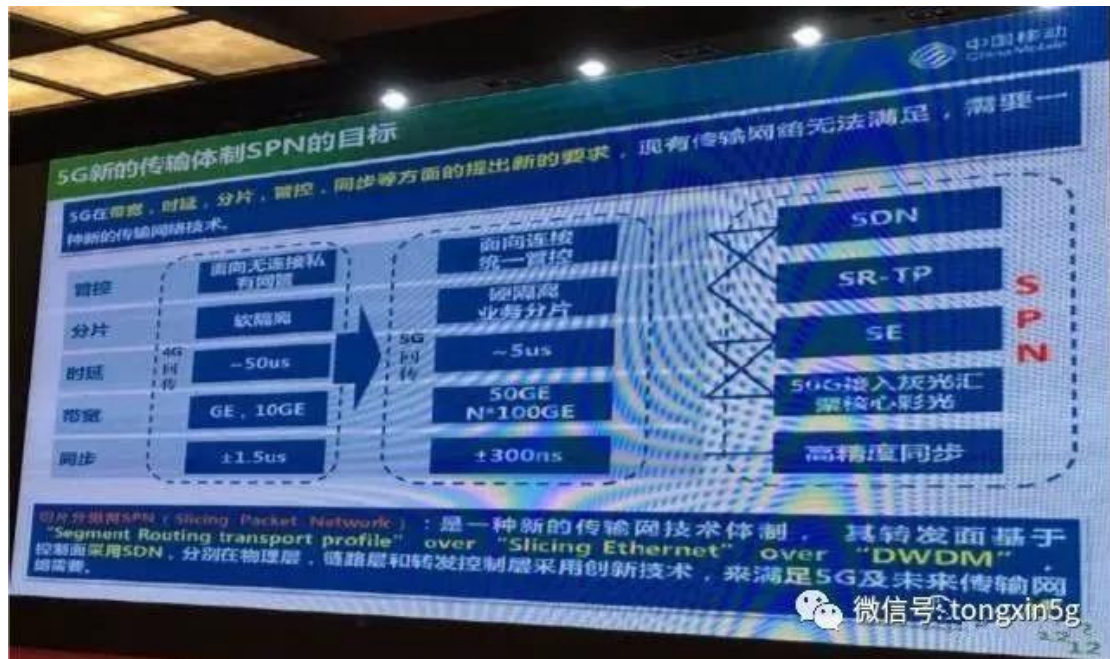 中国移动
China Mobile
5G新的传输体制SPN的目标
5G在带宽，时延，分片，管控，同步等方面的提出新的要求，现有传输网络无法满足，需要一
种新的传输网络技术。
管控
面向无连接私
有网管
面向连接
统一管控
SDN
分片
软隔离
硬隔离
业务分片
SR-TP
时延
4G回传
~50us
5G回传
~5us
SE
SPN
带宽
GE，10GE
50GE
N*100GE
50G接入灰光汇
聚核心彩光
同步
±1.5us
±300ns
高精度同步
切片分组网SPN（Slicing Packet Network）：是一种新的传输网技术体制，其转发面基于
“Segment Routing transport profile” over “Slicing Ethernet” over “DWDM”，
控制面采用SDN，分别在物理层，链路层和转发控制层采用创新技术，来满足5G及未来传输网
络需要。
微信号: tongxin5g
12